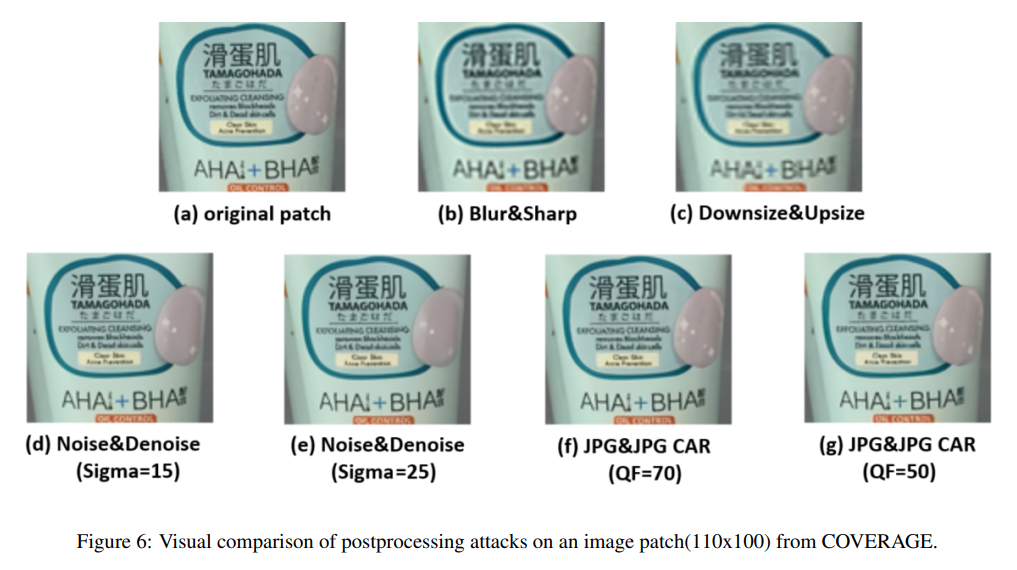 滑蛋肌
TAMAGOHADA
たまごはだ
EXFOLIATING CLEANSING
removes Blackheads
Dirt & Dead skin cells
Clear Skin
Acne Prevention
AHA+BHA
OIL CONTROL
(a) original patch
滑蛋肌
TAMAGOHADA
たまごはだ
EXFOLIATING CLEANSING
removes Blackheads
Dirt & Dead skin cells
Clear Skin
Acne Prevention
AHA+BHA
OIL CONTROL
(b) Blur&Sharp
滑蛋肌
TAMAGOHADA
たまごはだ
EXFOLIATING CLEANSING
removes Blackheads
Dirt & Dead skin cells
Clear Skin
Acne Prevention
AHA+BHA
OIL CONTROL
(c) Downsize&Upsize
滑蛋肌
TAMAGOHADA
たまごはだ
EXFOLIATING CLEANSING
removes Blackheads
Dirt & Dead skin cells
Clear Skin
Acne Prevention
AHA+BHA
OIL CONTROL
(d) Noise&Denoise
(Sigma=15)
滑蛋肌
TAMAGOHADA
たまごはだ
EXFOLIATING CLEANSING
removes Blackheads
Dirt & Dead skin cells
Clear Skin
Acne Prevention
AHA+BHA
OIL CONTROL
(e) Noise&Denoise
(Sigma=25)
滑蛋肌
TAMAGOHADA
たまごはだ
EXFOLIATING CLEANSING
removes Blackheads
Dirt & Dead skin cells
Clear Skin
Acne Prevention
AHA+BHA
OIL CONTROL
(f) JPG&JPG CAR
(QF=70)
滑蛋肌
TAMAGOHADA
たまごはだ
EXFOLIATING CLEANSING
removes Blackheads
Dirt & Dead skin cells
Clear Skin
Acne Prevention
AHA+BHA
OIL CONTROL
(g) JPG&JPG CAR
(QF=50)
Figure 6: Visual comparison of postprocessing attacks on an image patch(110x100) from COVERAGE.